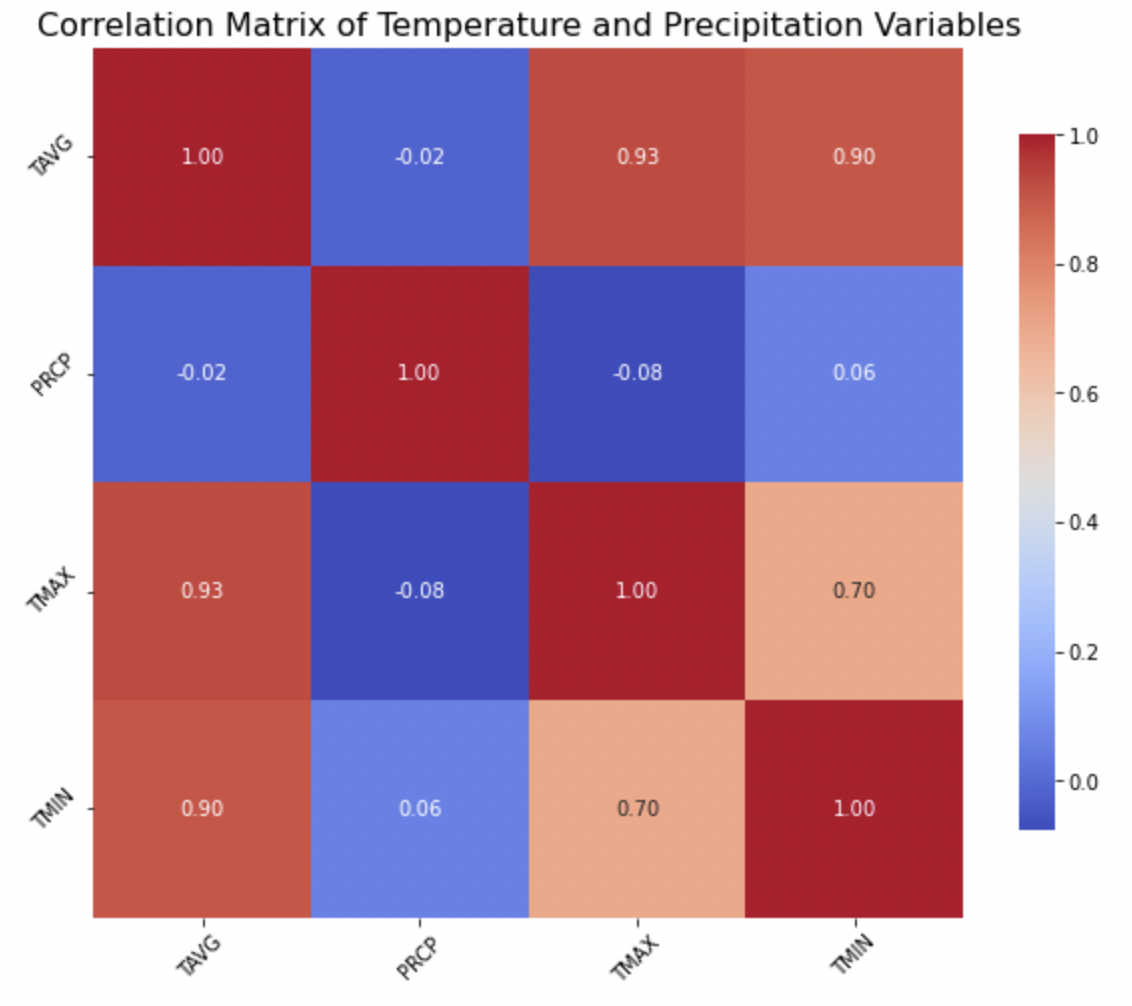 Correlation Matrix of Temperature and Precipitation Variables
TAVG 1.00 -0.02 0.93 0.90
PRCP -0.02 1.00 -0.08 0.06
TMAX 0.93 -0.08 1.00 0.70
TMIN 0.90 0.06 0.70 1.00
TAVG PRCP TMAX TMIN
1.0
0.8
0.6
0.4
0.2
0.0